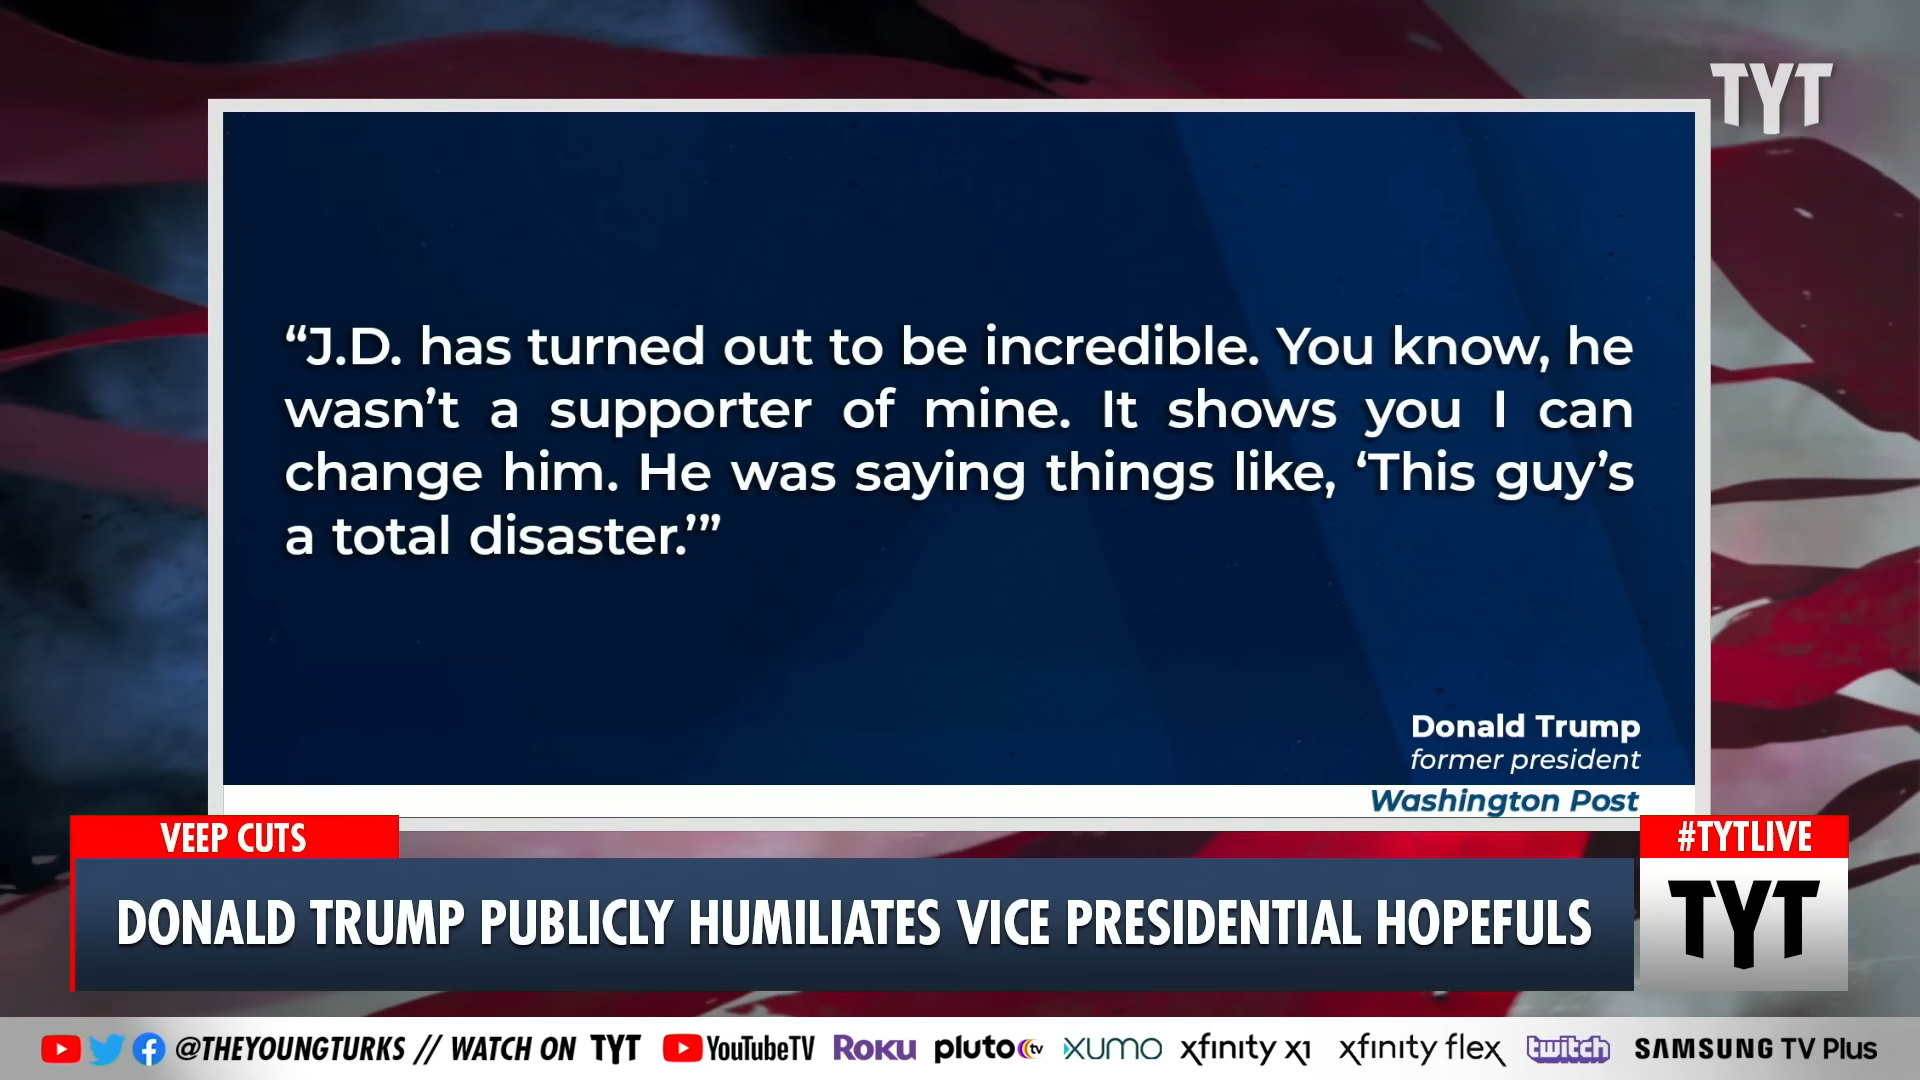 TYT
“J.D. has turned out to be incredible. You know, he
wasn’t a supporter of mine. It shows you I can
change him. He was saying things like, ‘This guy’s
a total disaster.’”
Donald Trump
former president
Washington Post
VEEP CUTS
#TYTLIVE
DONALD TRUMP PUBLICLY HUMILIATES VICE PRESIDENTIAL HOPEFULS
TYT
@THEYOUNGTURKS // WATCH ON TYT YouTubeTV ROKU pluto tv XUMO xfinity x1 xfinity flex twitch SAMSUNG TV Plus